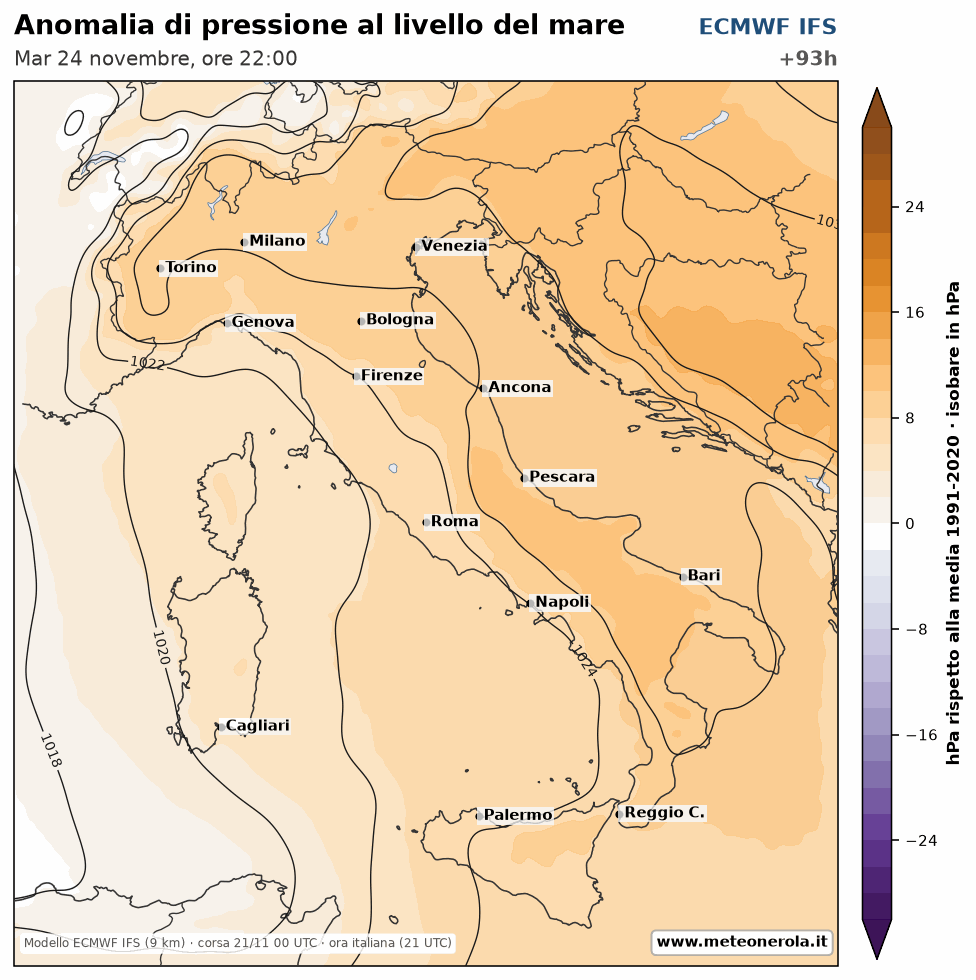 Anomalia di pressione al livello del mare
ECMWF IFS
Mar 24 novembre, ore 22:00
+93h
Milano
Venezia
Torino
Genova
Bologna
1022
Firenze
Ancona
Pescara
Roma
Bari
Napoli
1020
1024
Cagliari
1018
Palermo
Reggio C.
24
16
8
0
−8
−16
−24
hPa rispetto alla media 1991-2020 · isobare in hPa
Modello ECMWF IFS (9 km) · corsa 21/11 00 UTC · ora italiana (21 UTC)
www.meteonerola.it